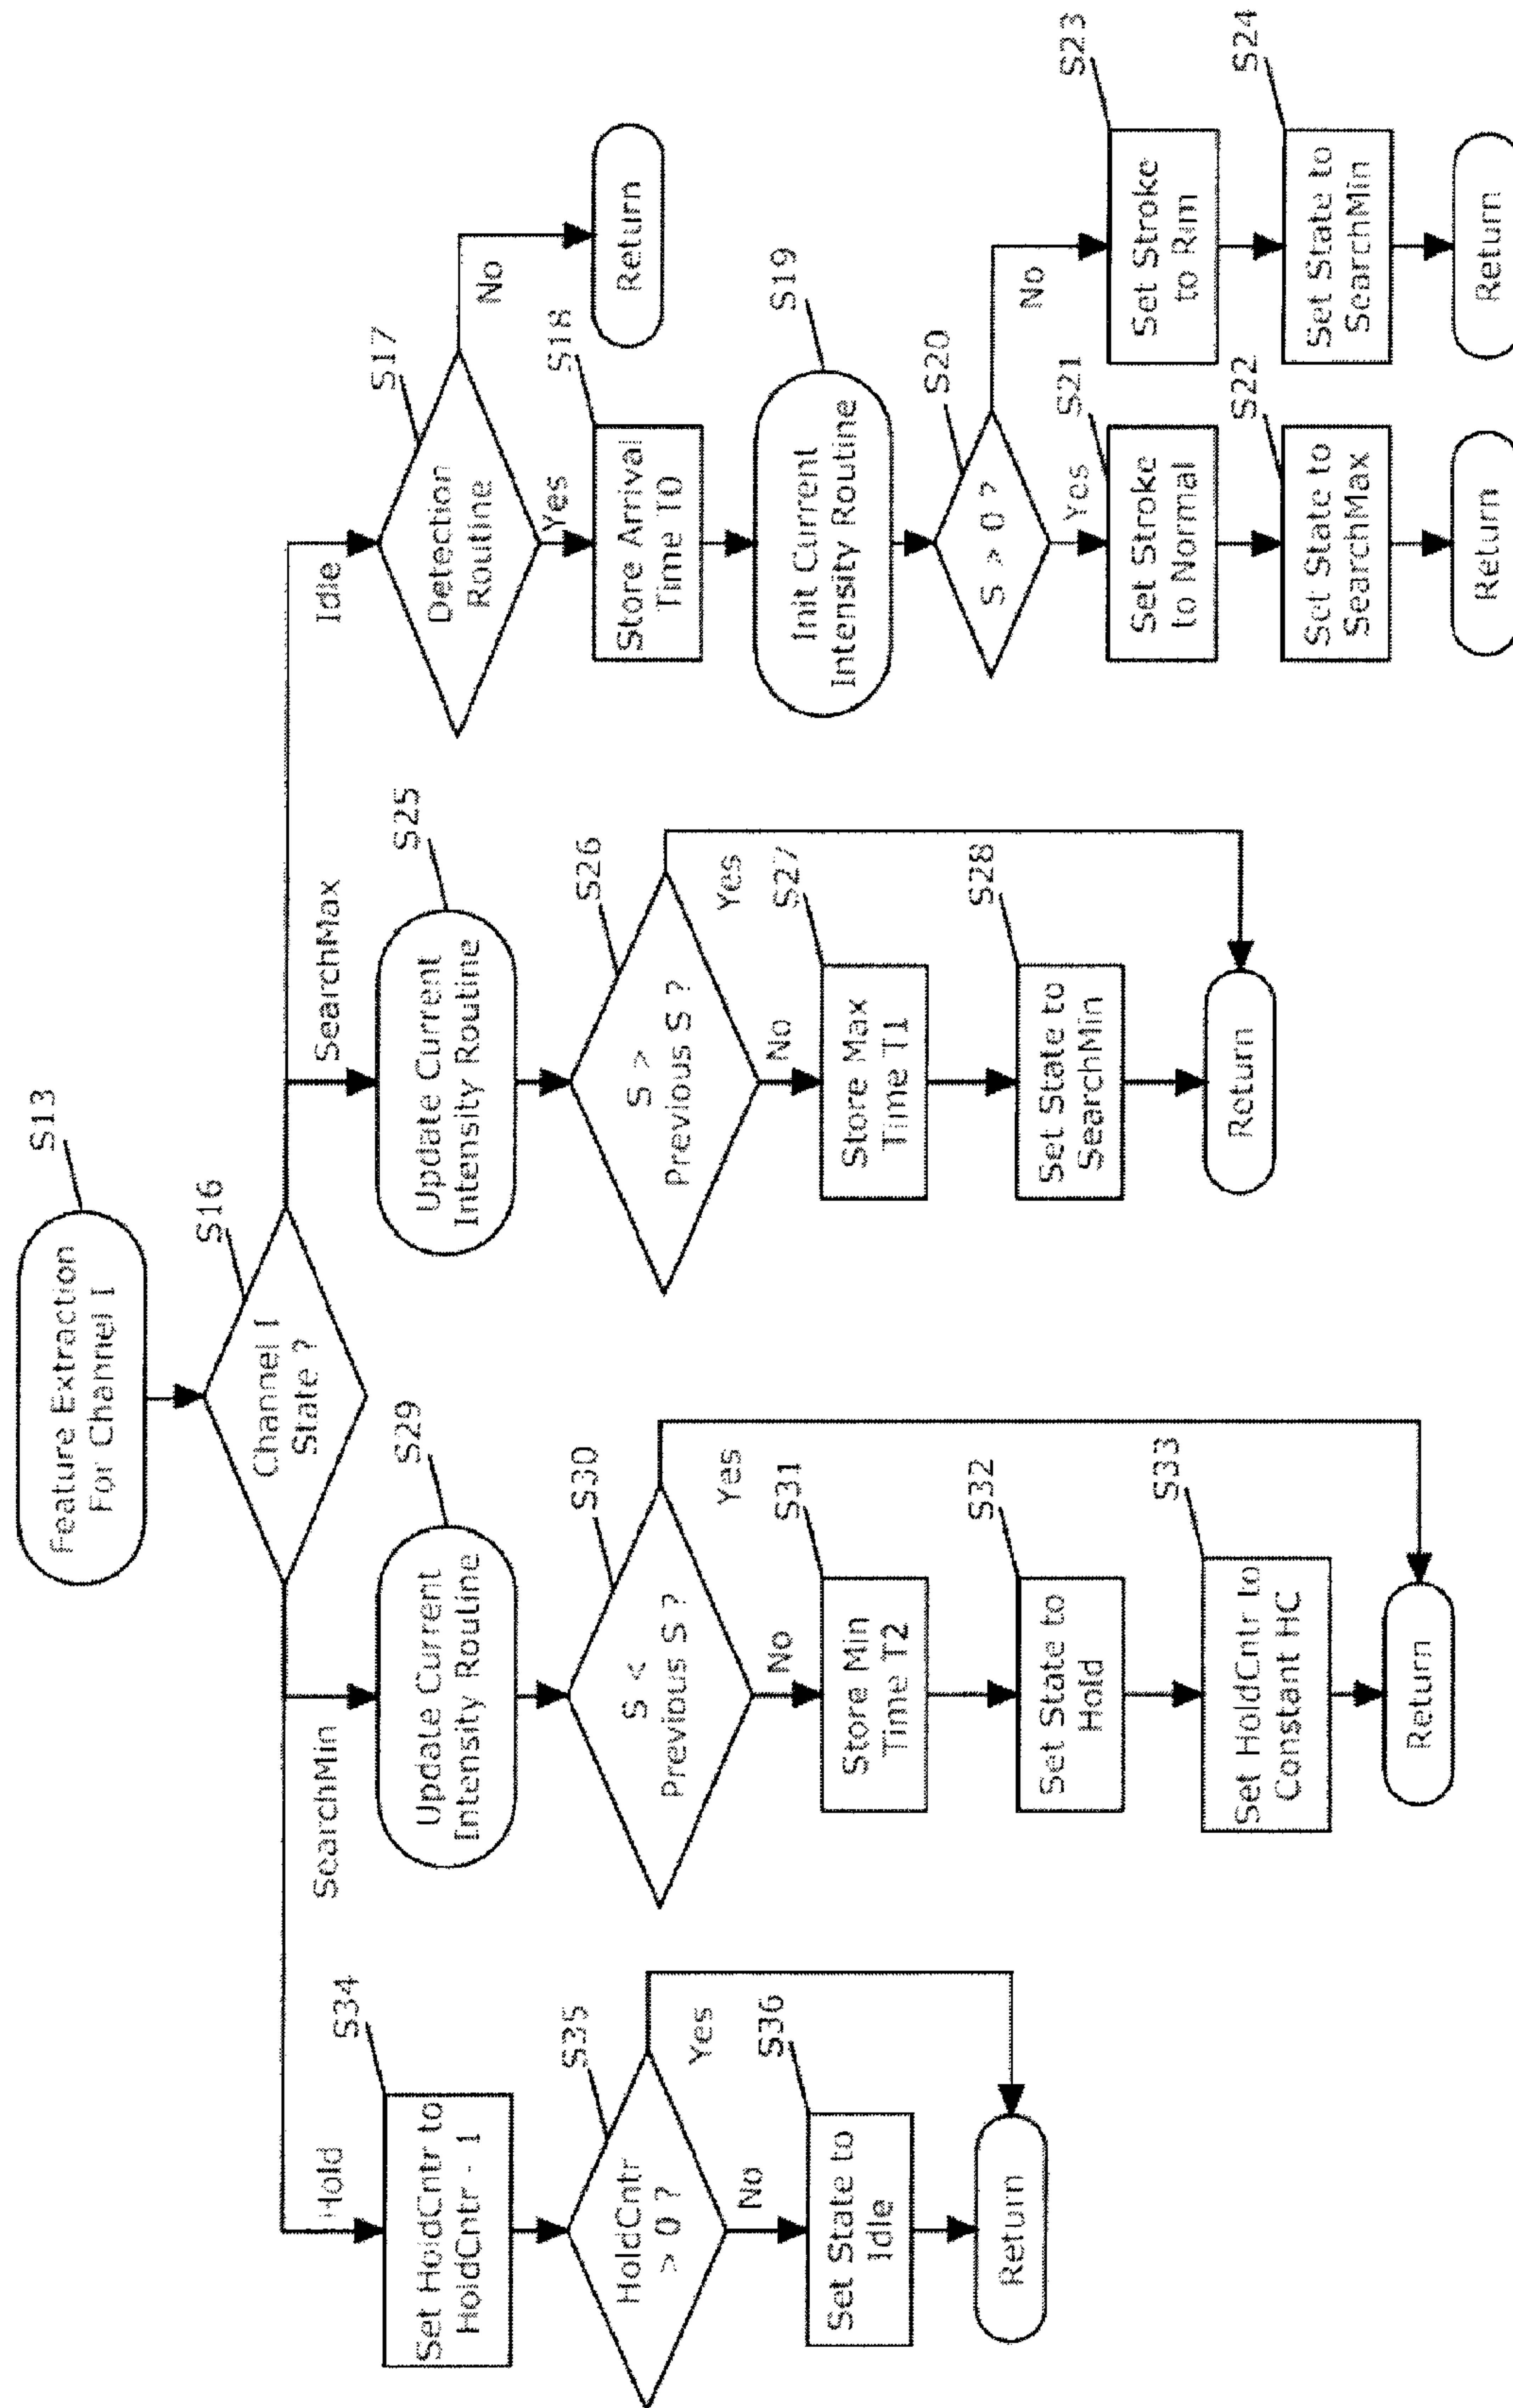 Feature Extraction
For Channel I
S13
Channel I
State ?
S16
Hold
SearchMin
SearchMax
Idle
Set HoldCntr to
HoldCntr - 1
S34
HoldCntr
> 0 ?
S35
Yes
No
Set State to
Idle
S36
Return
Update Current
Intensity Routine
S29
S <
Previous S ?
S30
Yes
No
Store Min
Time T2
S31
Set State to
Hold
S32
Set HoldCntr to
Constant HC
S33
Return
Update Current
Intensity Routine
S25
S >
Previous S ?
S26
Yes
No
Store Max
Time T1
S27
Set State to
SearchMin
S28
Return
Detection
Routine
S17
No
Return
Yes
Store Arrival
Time T0
S18
Init Current
Intensity Routine
S19
S > 0 ?
S20
Yes
No
Set Stroke
to Normal
S21
Set State to
SearchMax
S22
Return
Set Stroke
to Rim
S23
Set State to
SearchMin
S24
Return